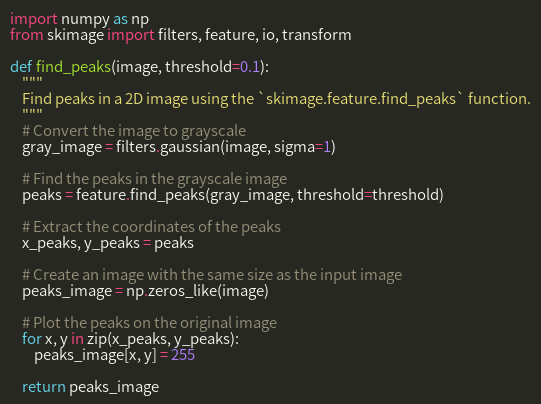 import numpy as np
from skimage import filters, feature, io, transform

def find_peaks(image, threshold=0.1):
    """
    Find peaks in a 2D image using the `skimage.feature.find_peaks` function.
    """
    # Convert the image to grayscale
    gray_image = filters.gaussian(image, sigma=1)

    # Find the peaks in the grayscale image
    peaks = feature.find_peaks(gray_image, threshold=threshold)

    # Extract the coordinates of the peaks
    x_peaks, y_peaks = peaks

    # Create an image with the same size as the input image
    peaks_image = np.zeros_like(image)

    # Plot the peaks on the original image
    for x, y in zip(x_peaks, y_peaks):
        peaks_image[x, y] = 255

    return peaks_image